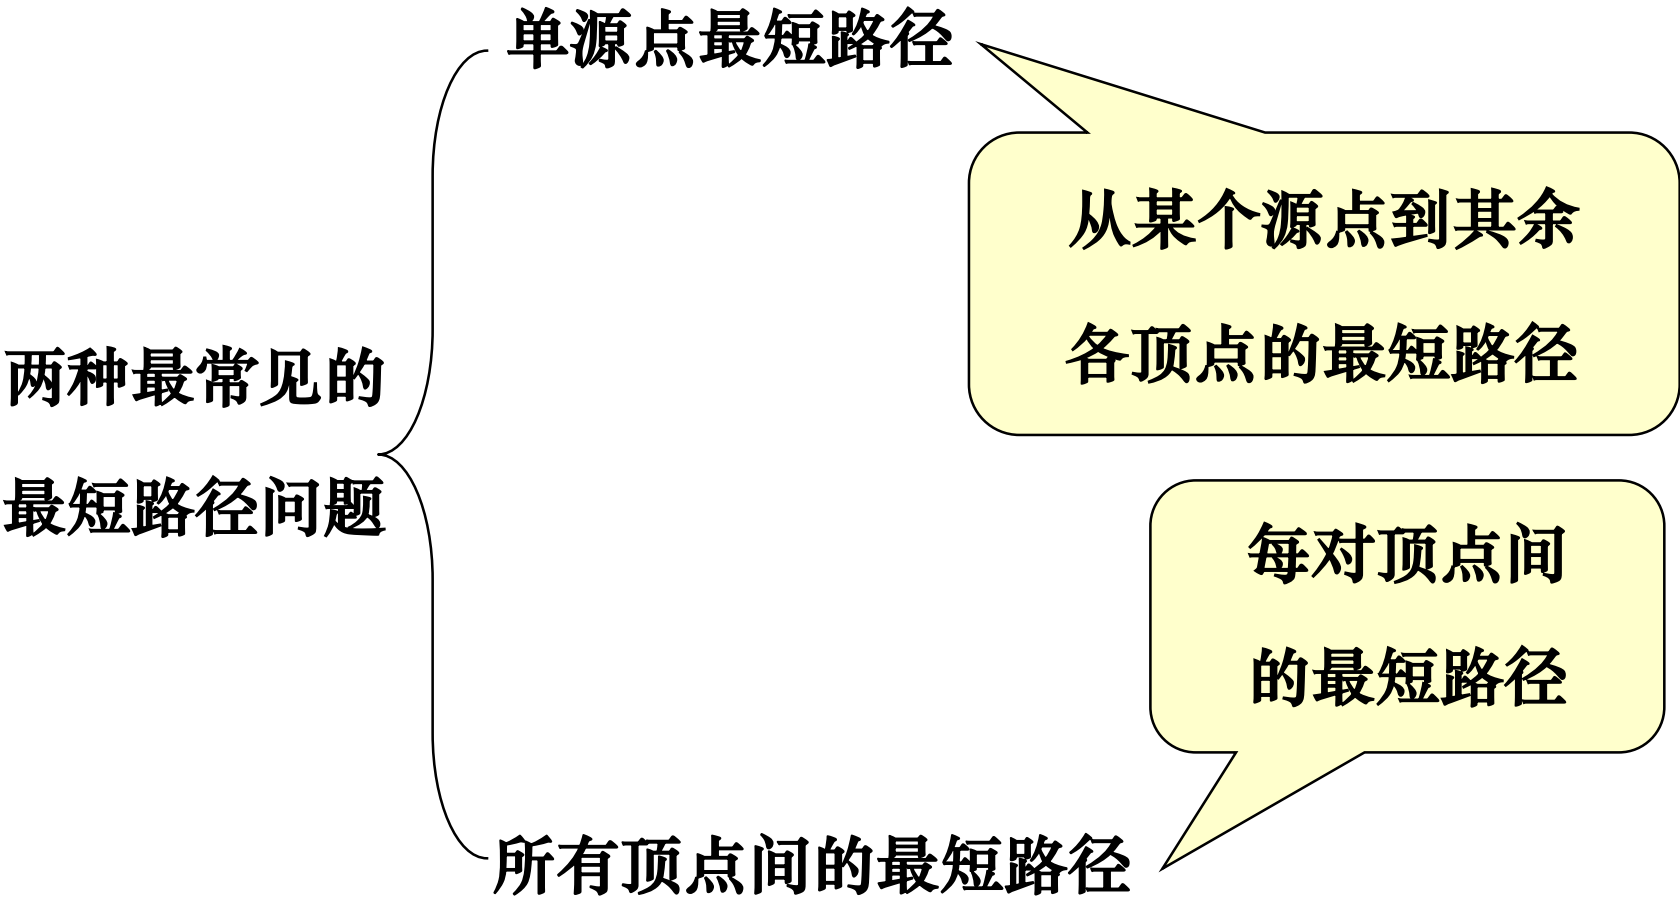 单源点最短路径
从某个源点到其余
各顶点的最短路径
两种最常见的
最短路径问题
每对顶点间
的最短路径
所有顶点间的最短路径